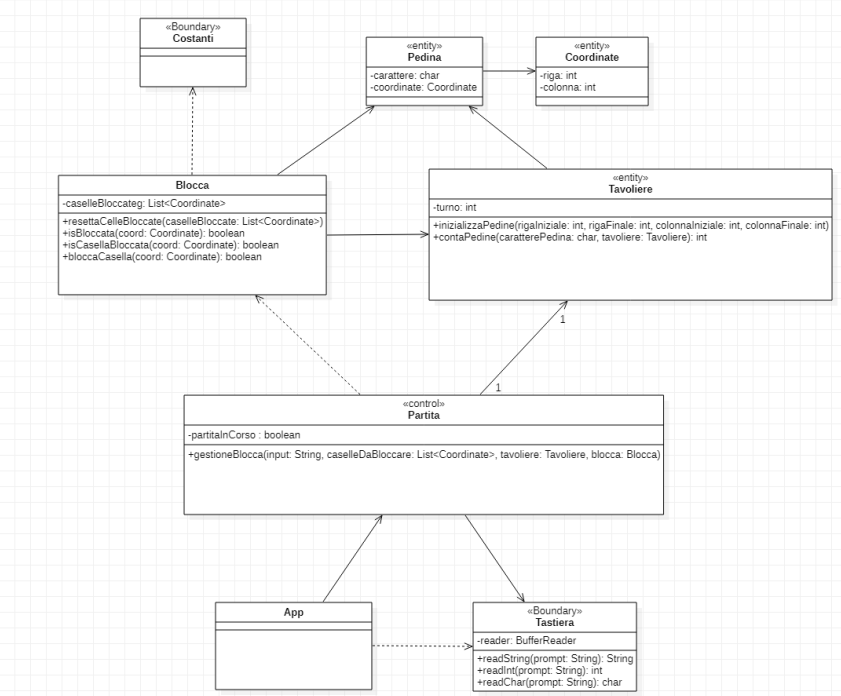 «Boundary»
Costanti
«entity»
Pedina
-carattere: char
-coordinate: Coordinate
«entity»
Coordinate
-riga: int
-colonna: int
Blocca
-caselleBloccateg: List<Coordinate>
+resettaCelleBloccate(caselleBloccate: List<Coordinate>)
+isBloccata(coord: Coordinate): boolean
+isCasellaBloccata(coord: Coordinate): boolean
+bloccaCasella(coord: Coordinate): boolean
«entity»
Tavoliere
-turno: int
+inizializzaPedine(rigaIniziale: int, rigaFinale: int, colonnaIniziale: int, colonnaFinale: int)
+contaPedine(caratterePedina: char, tavoliere: Tavoliere): int
1
1
«control»
Partita
-partitaInCorso : boolean
+gestioneBlocca(input: String, caselleDaBloccare: List<Coordinate>, tavoliere: Tavoliere, blocca: Blocca)
App
«Boundary»
Tastiera
-reader: BufferReader
+readString(prompt: String): String
+readInt(prompt: String): int
+readChar(prompt: String): char